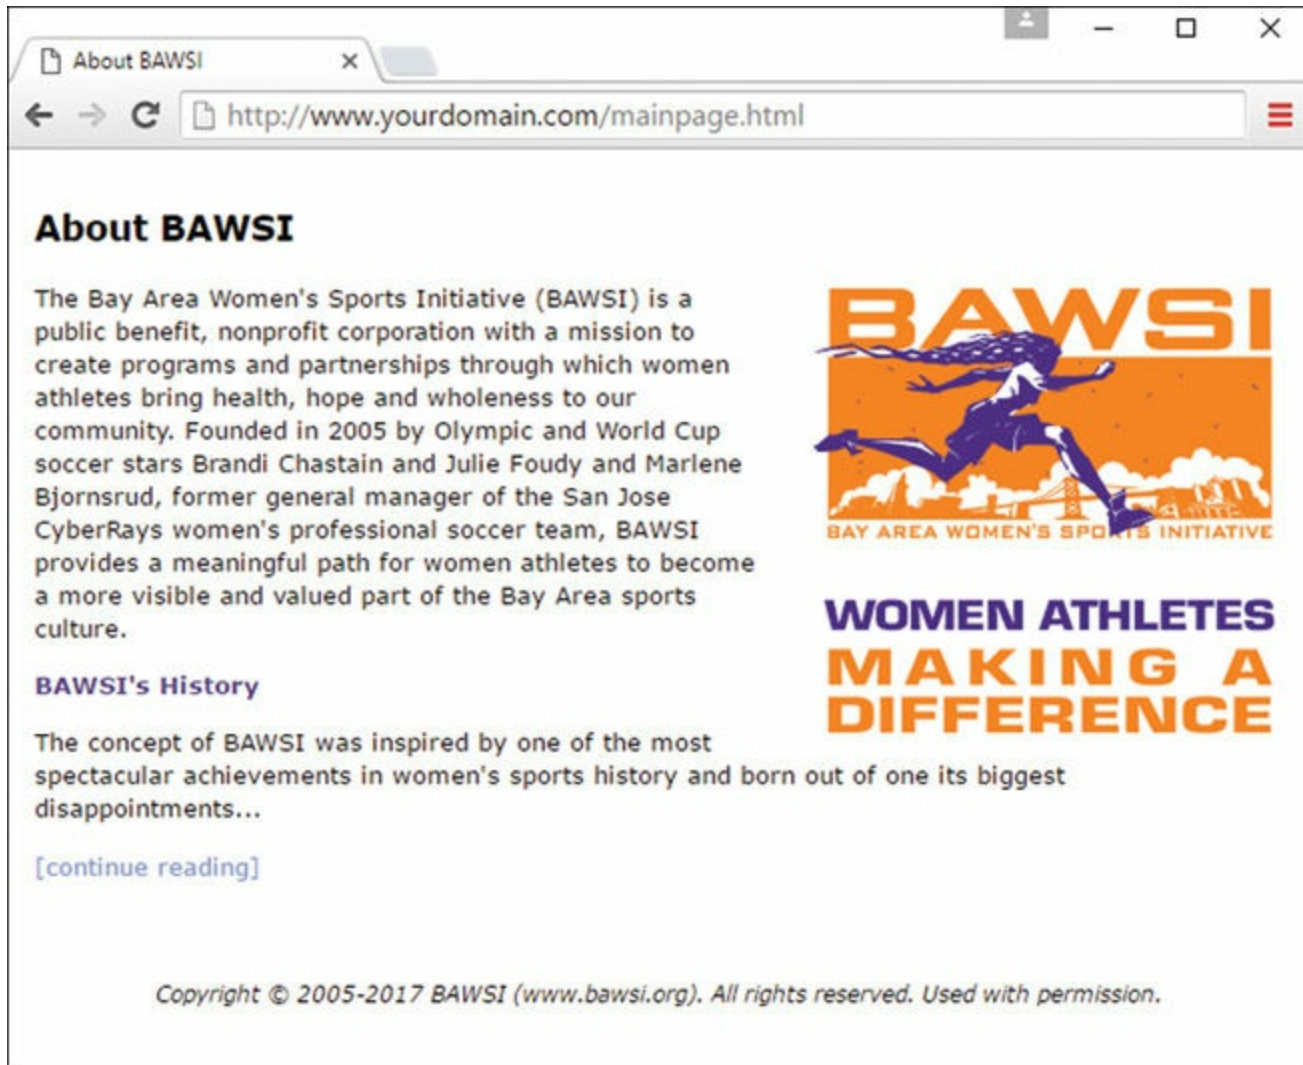 About BAWSI
http://www.yourdomain.com/mainpage.html
About BAWSI
The Bay Area Women's Sports Initiative (BAWSI) is a
public benefit, nonprofit corporation with a mission to
create programs and partnerships through which women
athletes bring health, hope and wholeness to our
community. Founded in 2005 by Olympic and World Cup
soccer stars Brandi Chastain and Julie Foudy and Marlene
Bjornsrud, former general manager of the San Jose
CyberRays women's professional soccer team, BAWSI
provides a meaningful path for women athletes to become
a more visible and valued part of the Bay Area sports
culture.
BAWSI
BAY AREA WOMEN'S SPORTS INITIATIVE
WOMEN ATHLETES
MAKING A
DIFFERENCE
BAWSI's History
The concept of BAWSI was inspired by one of the most
spectacular achievements in women's sports history and born out of one its biggest
disappointments...
[continue reading]
Copyright © 2005-2017 BAWSI (www.bawsi.org). All rights reserved. Used with permission.